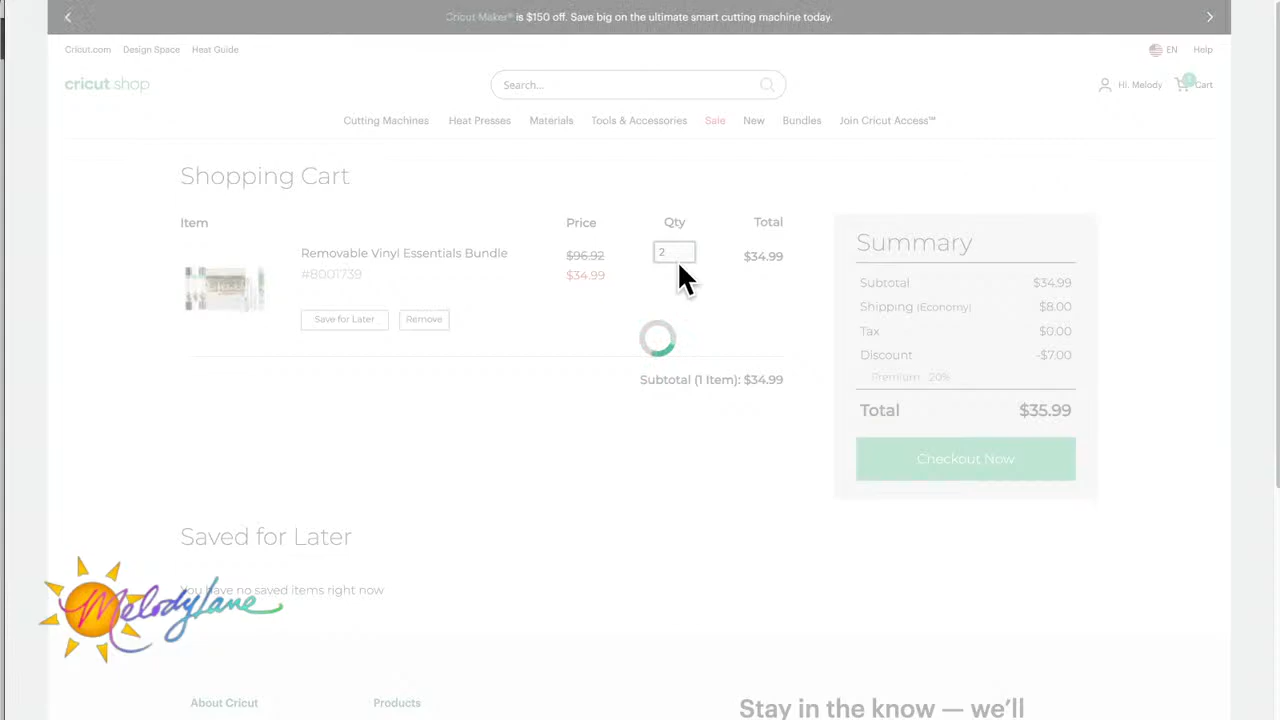 Cricut Maker® is $150 off. Save big on the ultimate smart cutting machine today.
Cricut.com Design Space Heat Guide
EN Help
cricut shop
Search...
Hi. Melody
Cart
Cutting Machines Heat Presses Materials Tools & Accessories Sale New Bundles Join Cricut Access™
Shopping Cart
Item Price Qty Total
Removable Vinyl Essentials Bundle
#8001739
$96.92
$34.99
2
$34.99
Save for Later Remove
Subtotal (1 Item): $34.99
Summary
Subtotal $34.99
Shipping (Economy) $8.00
Tax $0.00
Discount -$7.00
Premium 20%
Total $35.99
Checkout Now
Saved for Later
You have no saved items right now
MelodyLane
About Cricut Products
Stay in the know — we'll